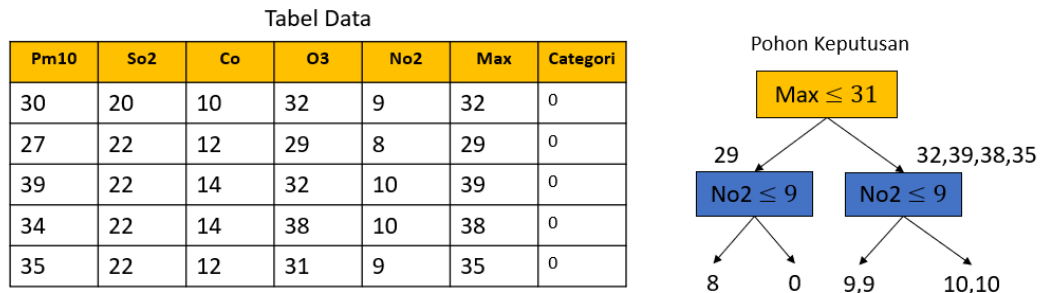 Tabel Data
Pm10 So2 Co O3 No2 Max Categori
30 20 10 32 9 32 0
27 22 12 29 8 29 0
39 22 14 32 10 39 0
34 22 14 38 10 38 0
35 22 12 31 9 35 0
Pohon Keputusan
Max ≤ 31
29 32,39,38,35
No2 ≤ 9 No2 ≤ 9
8 0 9,9 10,10